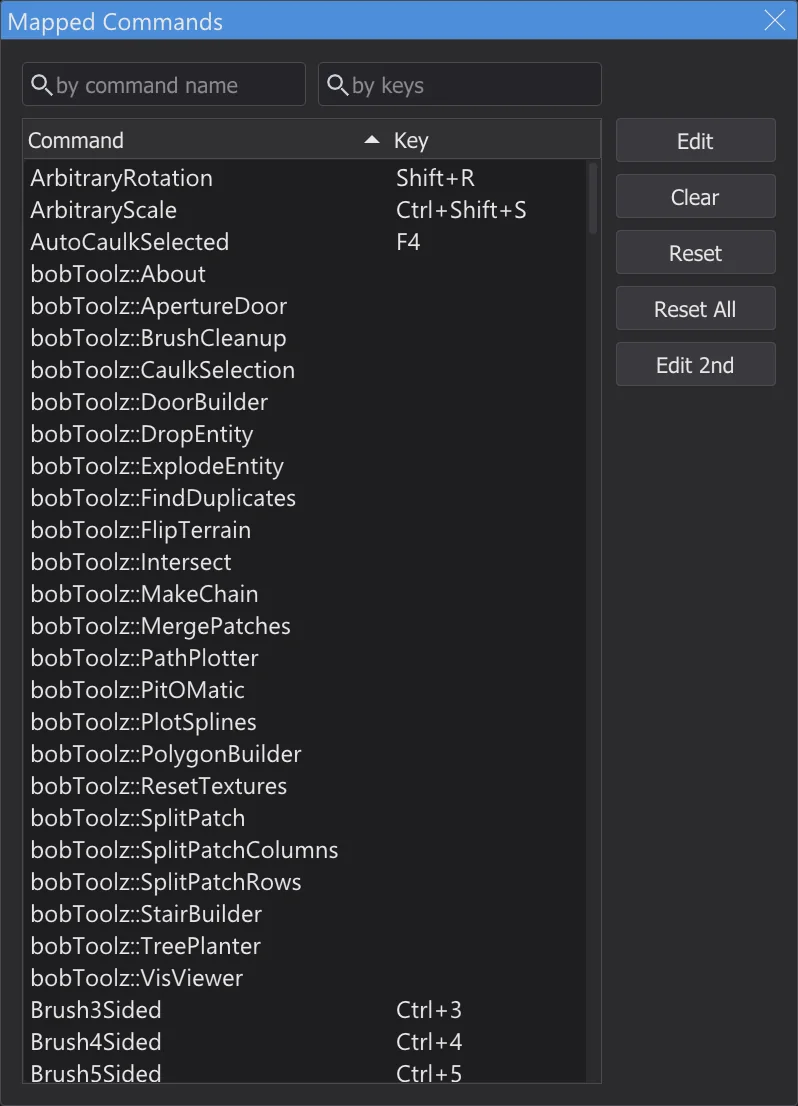 Mapped Commands
by command name by keys
Command Key
Edit
ArbitraryRotation Shift+R
Clear
ArbitraryScale Ctrl+Shift+S
AutoCaulkSelected F4
Reset
bobToolz::About
bobToolz::ApertureDoor
Reset All
bobToolz::BrushCleanup
bobToolz::CaulkSelection
Edit 2nd
bobToolz::DoorBuilder
bobToolz::DropEntity
bobToolz::ExplodeEntity
bobToolz::FindDuplicates
bobToolz::FlipTerrain
bobToolz::Intersect
bobToolz::MakeChain
bobToolz::MergePatches
bobToolz::PathPlotter
bobToolz::PitOMatic
bobToolz::PlotSplines
bobToolz::PolygonBuilder
bobToolz::ResetTextures
bobToolz::SplitPatch
bobToolz::SplitPatchColumns
bobToolz::SplitPatchRows
bobToolz::StairBuilder
bobToolz::TreePlanter
bobToolz::VisViewer
Brush3Sided Ctrl+3
Brush4Sided Ctrl+4
Brush5Sided Ctrl+5